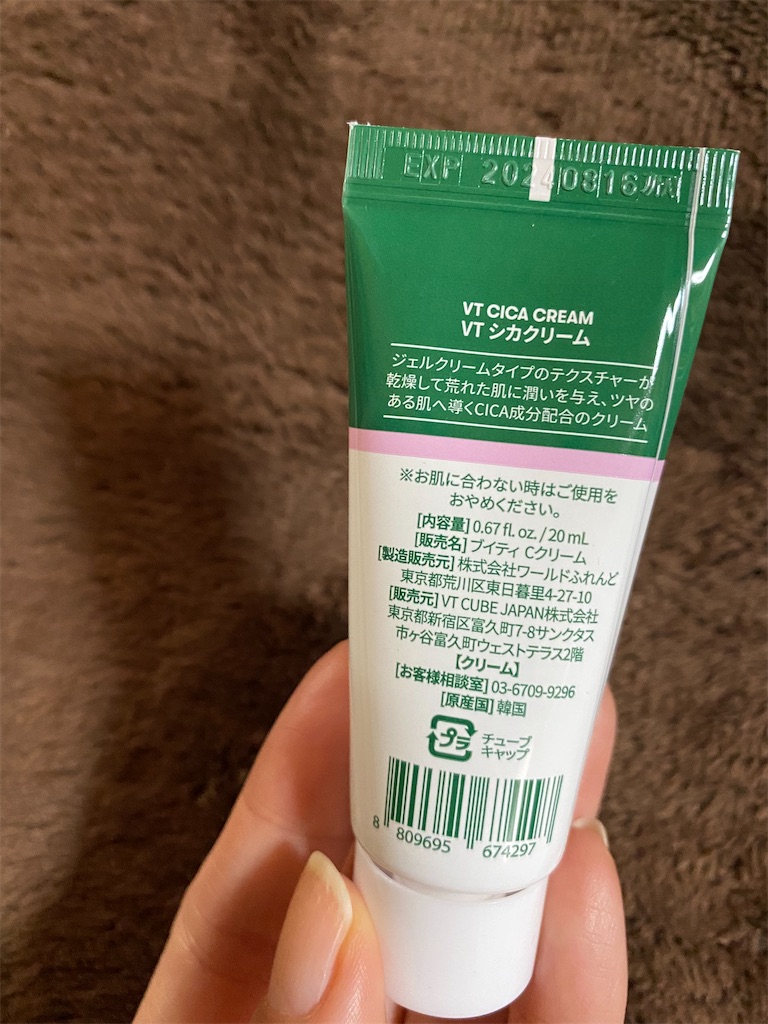 EXP 20240816
VT CICA CREAM
VT シカクリーム
ジェルクリームタイプのテクスチャーが
乾燥して荒れた肌に潤いを与え、ツヤの
ある肌へ導くCICA成分配合のクリーム
※お肌に合わない時はご使用を
おやめください。
[内容量] 0.67 fl. oz. / 20 mL
[販売名] ブイティ Cクリーム
[製造販売元] 株式会社ワールドふれんど
東京都荒川区東日暮里4-27-10
[販売元] VT CUBE JAPAN株式会社
東京都新宿区富久町7-8サンクタス
市ヶ谷富久町ウェストテラス2階
【クリーム】
[お客様相談室] 03-6709-9296
[原産国] 韓国
プラ
チューブ
キャップ
8 809695 674297